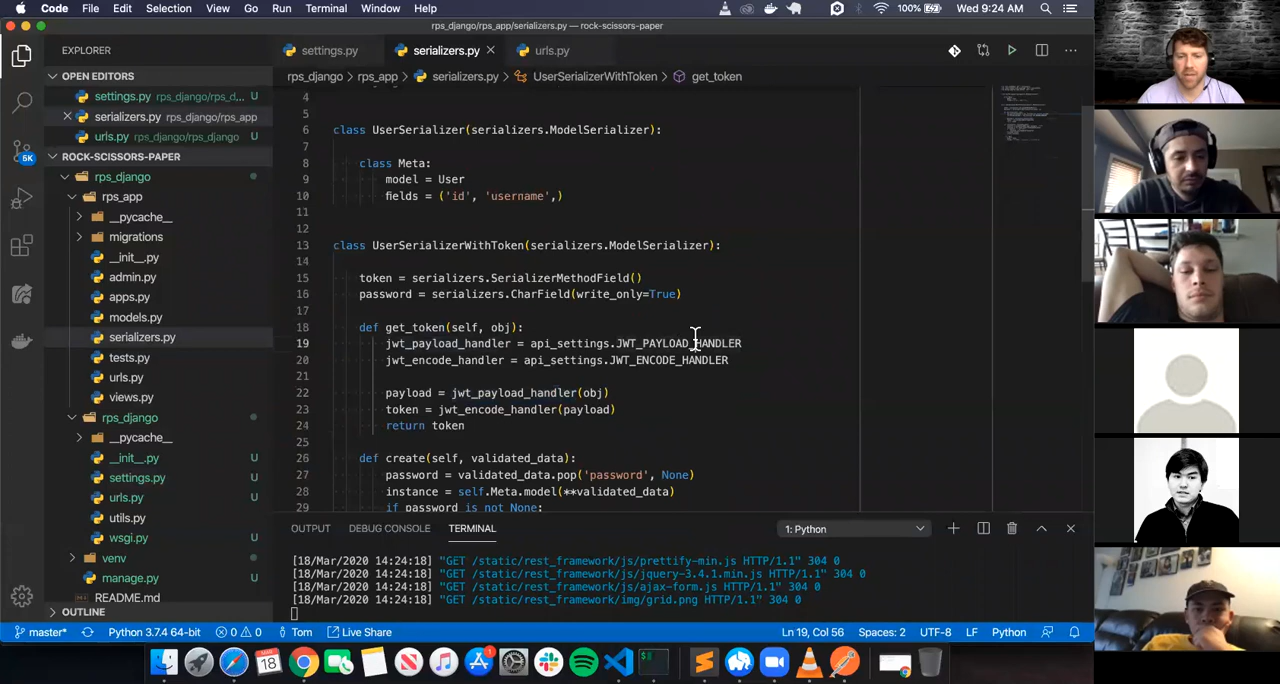 Code File Edit Selection View Go Run Terminal Window Help 100% Wed 9:24 AM
rps_django/rps_app/serializers.py — rock-scissors-paper
EXPLORER
OPEN EDITORS
settings.py rps_django/rps_d... U
serializers.py rps_django/rps_app
urls.py rps_django/rps_django U
ROCK-SCISSORS-PAPER
rps_django
rps_app
__pycache__
migrations
__init__.py
admin.py
apps.py
models.py
serializers.py
tests.py
urls.py
views.py
rps_django
__pycache__
__init__.py U
settings.py U
urls.py U
utils.py U
wsgi.py U
venv
manage.py U
README.md
OUTLINE
5K
settings.py serializers.py urls.py
rps_django rps_app serializers.py UserSerializerWithToken get_token
4
5
6 class UserSerializer(serializers.ModelSerializer):
7
8 class Meta:
9 model = User
10 fields = ('id', 'username',)
11
12
13 class UserSerializerWithToken(serializers.ModelSerializer):
14
15 token = serializers.SerializerMethodField()
16 password = serializers.CharField(write_only=True)
17
18 def get_token(self, obj):
19 jwt_payload_handler = api_settings.JWT_PAYLOAD_HANDLER
20 jwt_encode_handler = api_settings.JWT_ENCODE_HANDLER
21
22 payload = jwt_payload_handler(obj)
23 token = jwt_encode_handler(payload)
24 return token
25
26 def create(self, validated_data):
27 password = validated_data.pop('password', None)
28 instance = self.Meta.model(**validated_data)
29 if password is not None:
OUTPUT DEBUG CONSOLE TERMINAL 1: Python
[18/Mar/2020 14:24:18] "GET /static/rest_framework/js/prettify-min.js HTTP/1.1" 304 0
[18/Mar/2020 14:24:18] "GET /static/rest_framework/js/jquery-3.4.1.min.js HTTP/1.1" 304 0
[18/Mar/2020 14:24:18] "GET /static/rest_framework/js/ajax-form.js HTTP/1.1" 304 0
[18/Mar/2020 14:24:18] "GET /static/rest_framework/img/grid.png HTTP/1.1" 304 0
master* Python 3.7.4 64-bit 0 0 Tom Live Share Ln 19, Col 56 Spaces: 2 UTF-8 LF Python
18
1